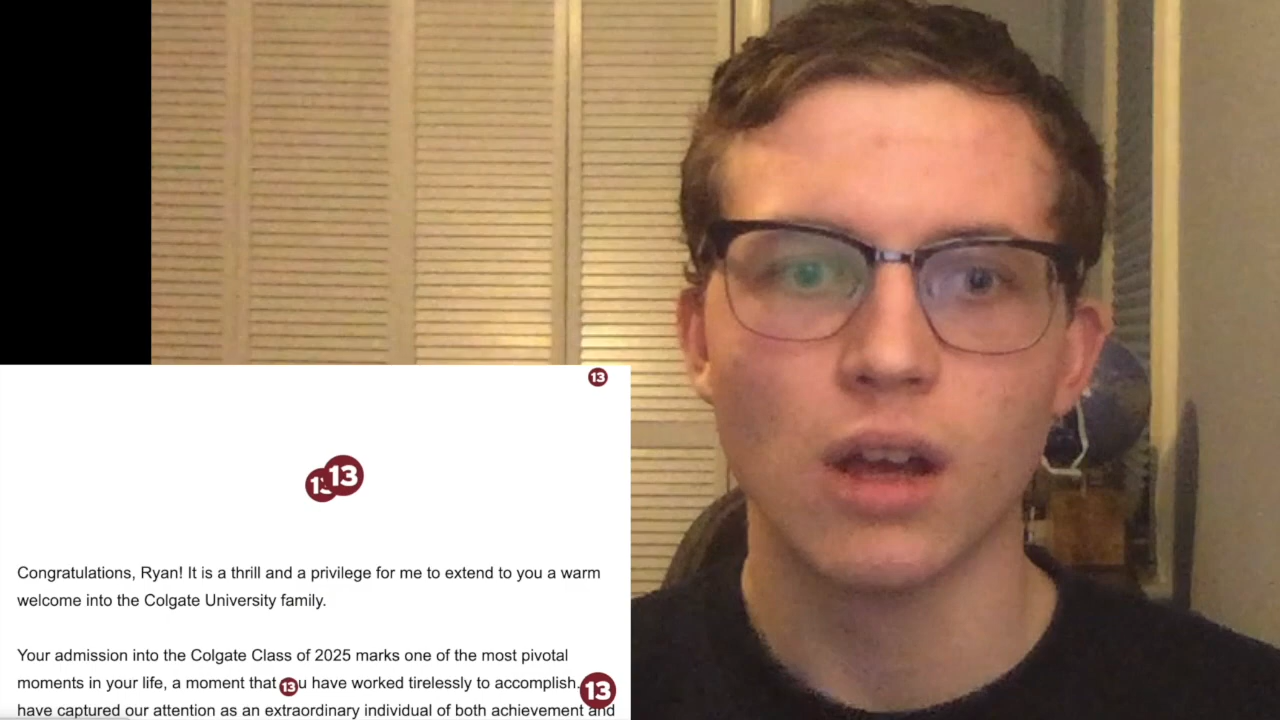 13
13
13
Congratulations, Ryan! It is a thrill and a privilege for me to extend to you a warm
welcome into the Colgate University family.
Your admission into the Colgate Class of 2025 marks one of the most pivotal
moments in your life, a moment that 13u have worked tirelessly to accomplish. 13
have captured our attention as an extraordinary individual of both achievement and